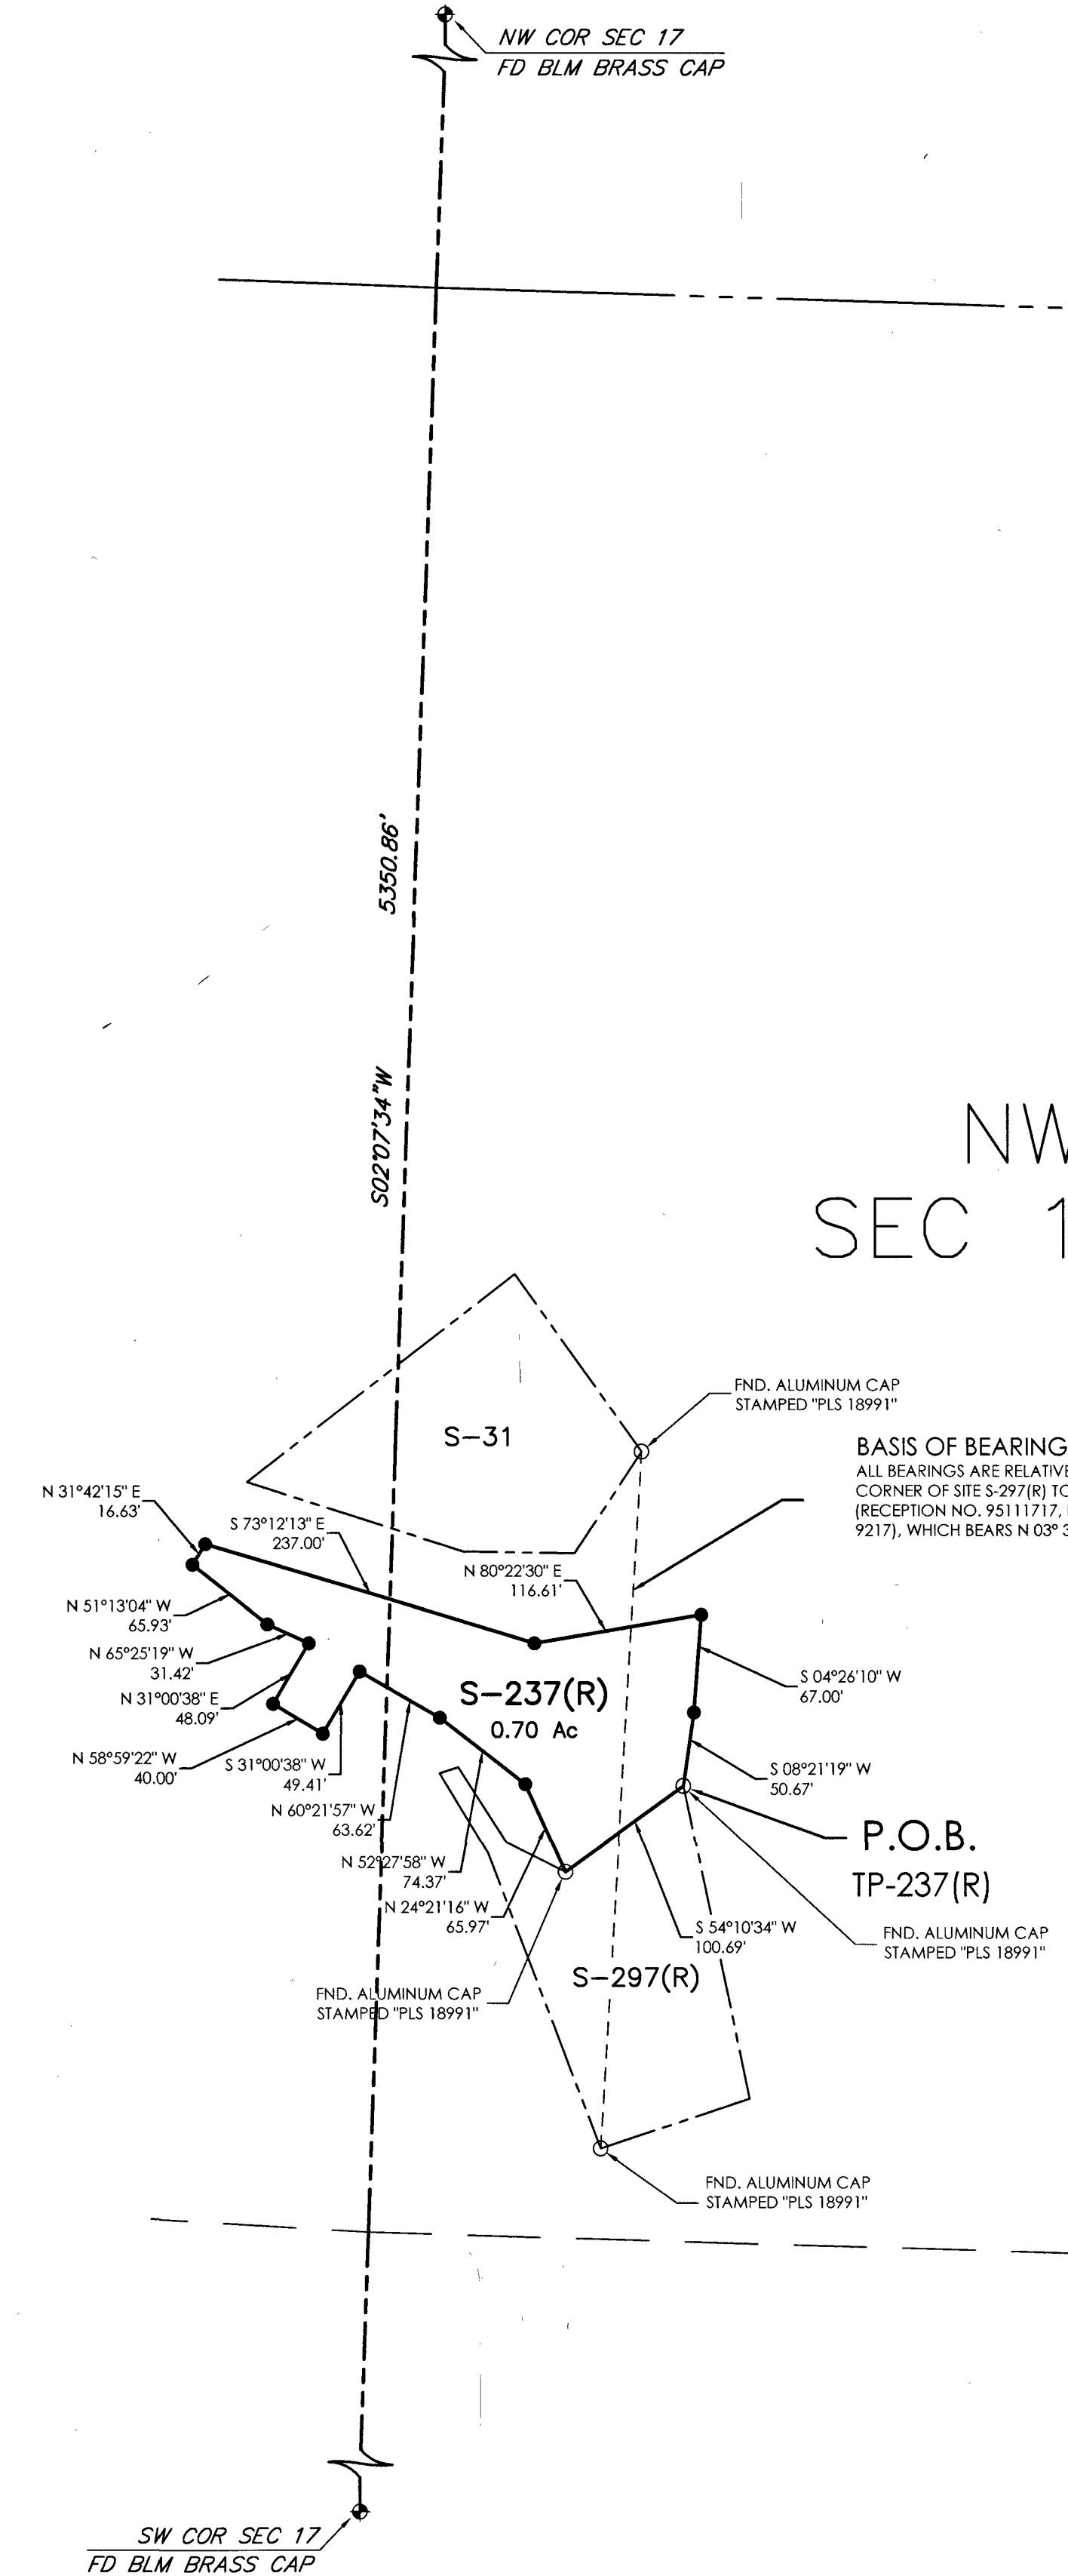 NW COR SEC 17
FD BLM BRASS CAP
5350.86'
S02°07'34"W
NW
SEC 1
S-31
FND. ALUMINUM CAP
STAMPED "PLS 18991"
BASIS OF BEARING
ALL BEARINGS ARE RELATIVE
CORNER OF SITE S-297(R) TO
(RECEPTION NO. 95111717,
9217), WHICH BEARS N 03° 3
N 31°42'15" E
16.63'
S 73°12'13" E
237.00'
N 80°22'30" E
116.61'
N 51°13'04" W
65.93'
N 65°25'19" W
31.42'
N 31°00'38" E
48.09'
N 58°59'22" W
40.00'
S 31°00'38" W
49.41'
N 60°21'57" W
63.62'
N 52°27'58" W
74.37'
N 24°21'16" W
65.97'
S-237(R)
0.70 Ac
S 04°26'10" W
67.00'
S 08°21'19" W
50.67'
P.O.B.
TP-237(R)
FND. ALUMINUM CAP
STAMPED "PLS 18991"
S 54°10'34" W
100.69'
S-297(R)
FND. ALUMINUM CAP
STAMPED "PLS 18991"
FND. ALUMINUM CAP
STAMPED "PLS 18991"
SW COR SEC 17
FD BLM BRASS CAP